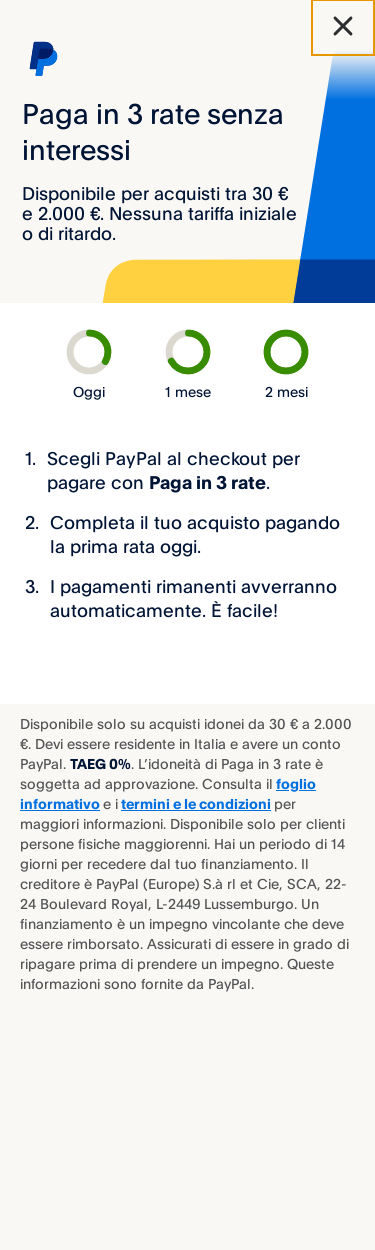 Paga in 3 rate senza
interessi
Disponibile per acquisti tra 30 €
e 2.000 €. Nessuna tariffa iniziale
o di ritardo.
Oggi
1 mese
2 mesi
1. Scegli PayPal al checkout per
pagare con Paga in 3 rate.
2. Completa il tuo acquisto pagando
la prima rata oggi.
3. I pagamenti rimanenti avverranno
automaticamente. È facile!
Disponibile solo su acquisti idonei da 30 € a 2.000
€. Devi essere residente in Italia e avere un conto
PayPal. TAEG 0%. L’idoneità di Paga in 3 rate è
soggetta ad approvazione. Consulta il foglio
informativo e i termini e le condizioni per
maggiori informazioni. Disponibile solo per clienti
persone fisiche maggiorenni. Hai un periodo di 14
giorni per recedere dal tuo finanziamento. Il
creditore è PayPal (Europe) S.à rl et Cie, SCA, 22-
24 Boulevard Royal, L-2449 Lussemburgo. Un
finanziamento è un impegno vincolante che deve
essere rimborsato. Assicurati di essere in grado di
ripagare prima di prendere un impegno. Queste
informazioni sono fornite da PayPal.